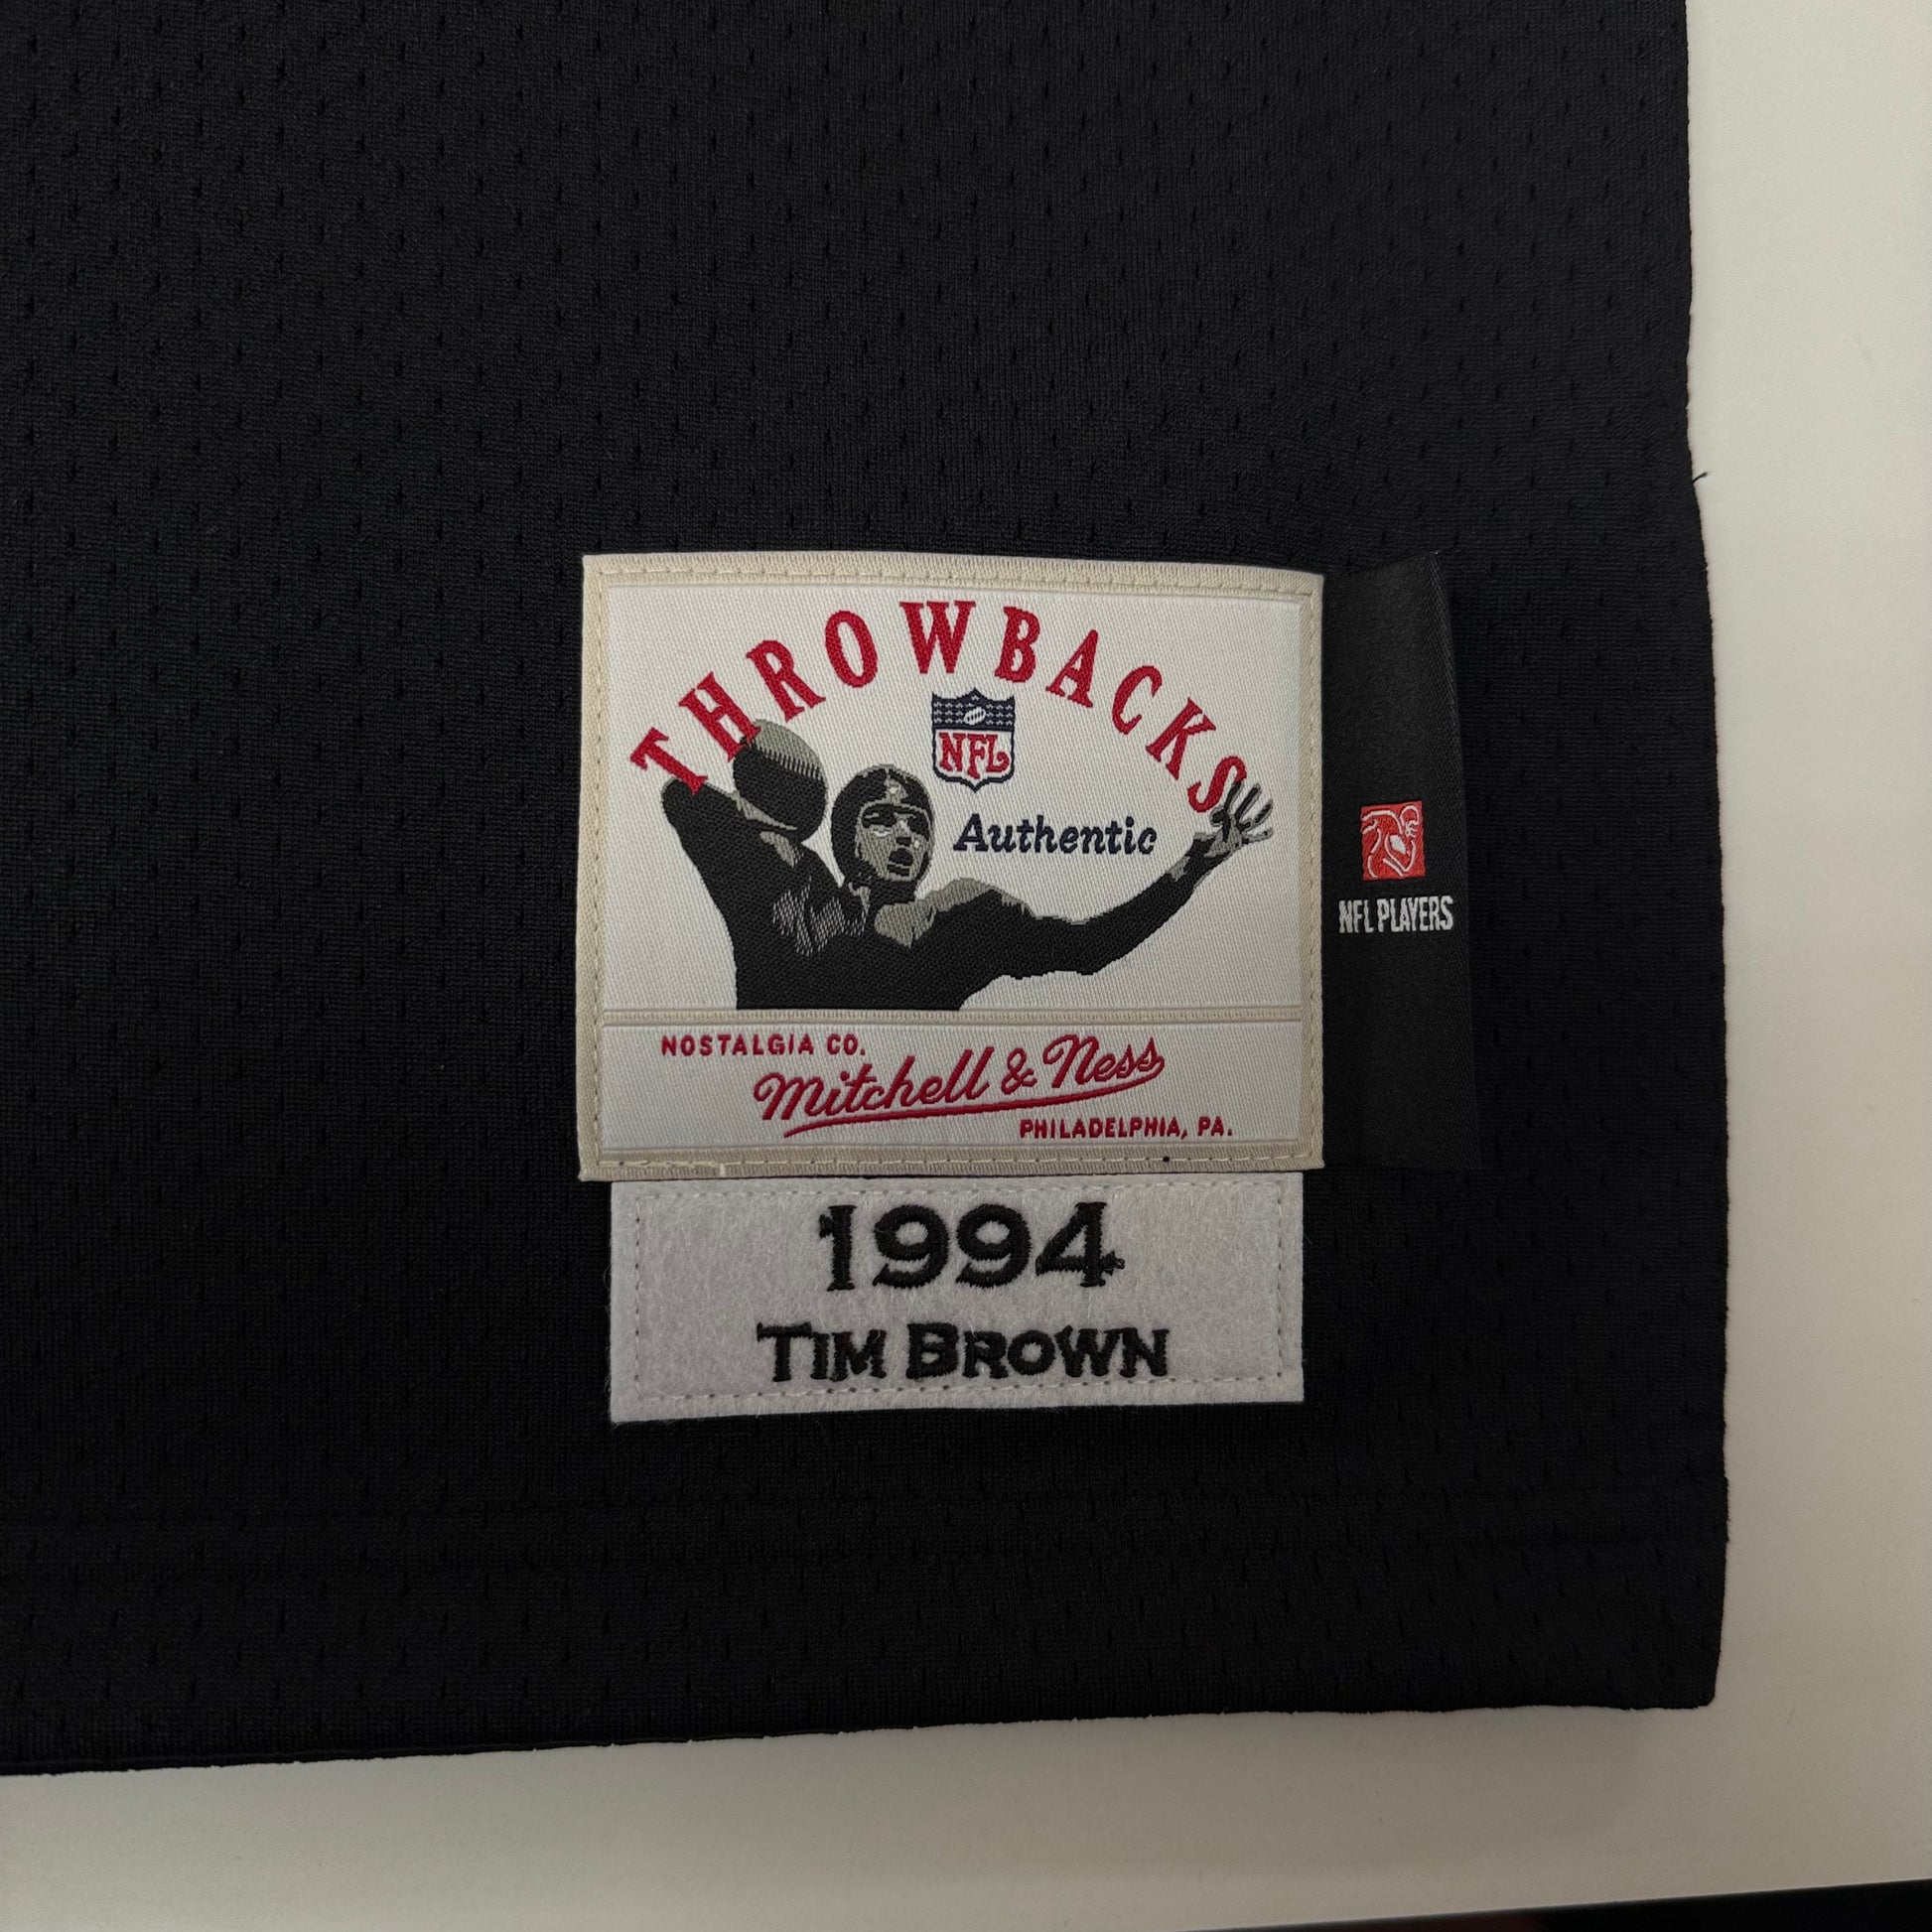 THROWBACKS
NFL
Authentic
NFL PLAYERS
NOSTALGIA CO.
Mitchell & Ness
PHILADELPHIA, PA.
1994
TIM BROWN